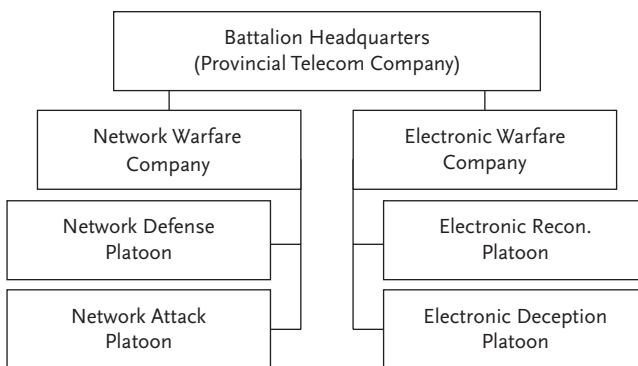 Battalion Headquarters
(Provincial Telecom Company)
Network Warfare
Company
Electronic Warfare
Company
Network Defense
Platoon
Electronic Recon.
Platoon
Network Attack
Platoon
Electronic Deception
Platoon